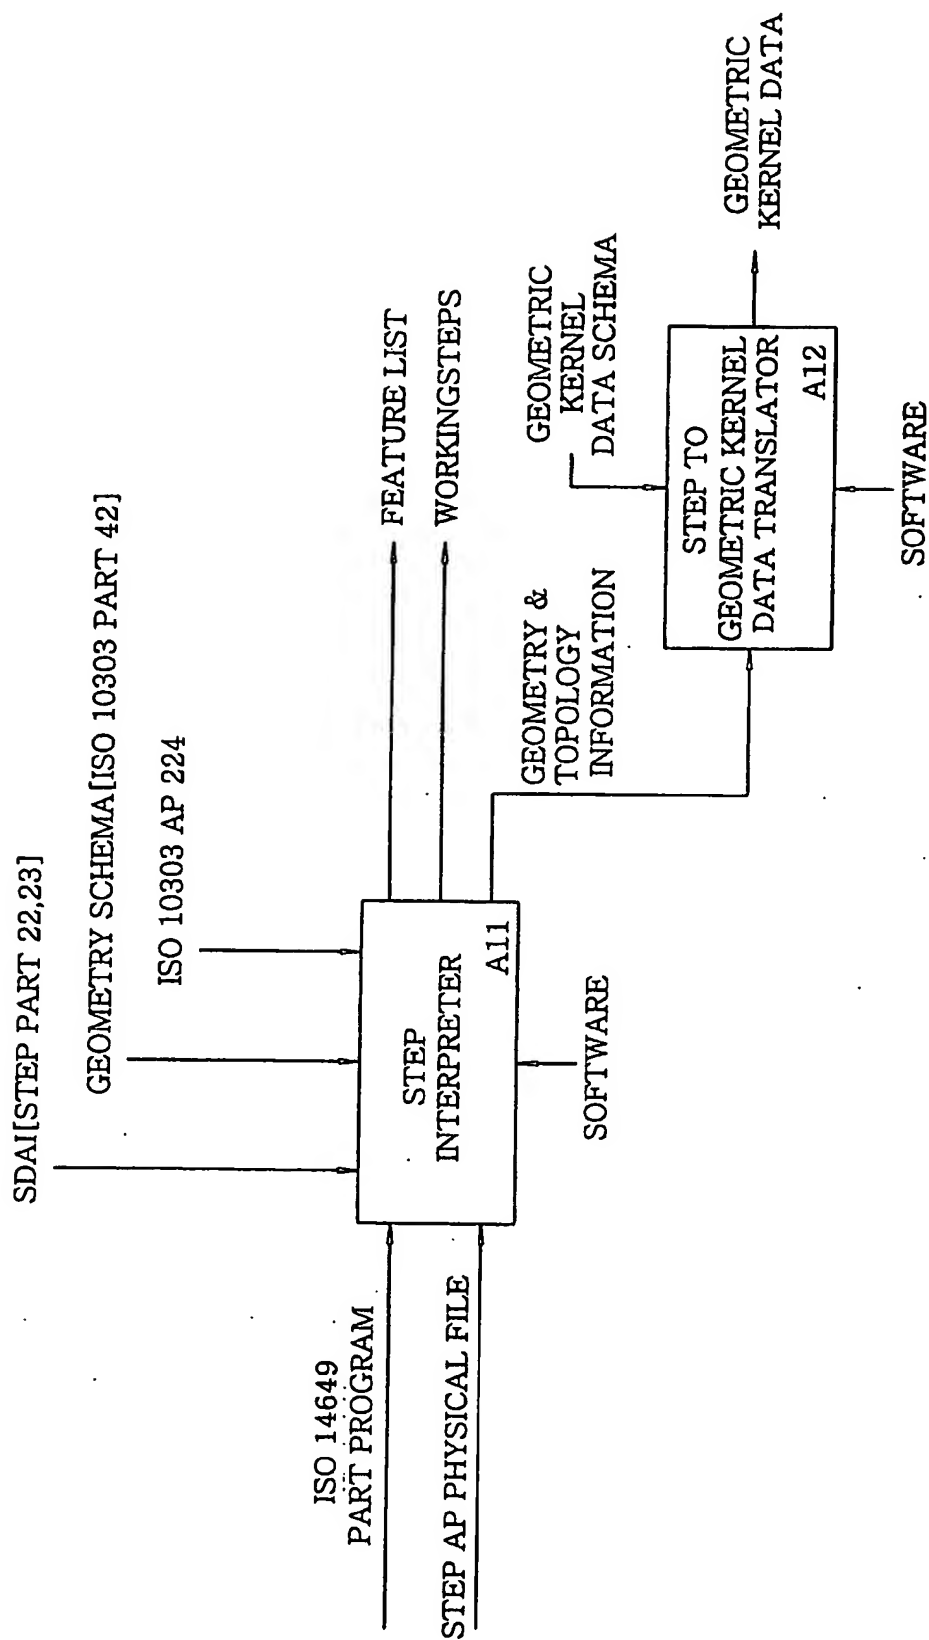 SDAI[STEP PART 22,23]
GEOMETRY SCHEMA[ISO 10303 PART 42]
ISO 10303 AP 224
ISO 14649
PART PROGRAM
STEP AP PHYSICAL FILE
STEP
INTERPRETER
A11
SOFTWARE
FEATURE LIST
WORKINGSTEPS
GEOMETRY &
TOPOLOGY
INFORMATION
GEOMETRIC
KERNEL
DATA SCHEMA
STEP TO
GEOMETRIC KERNEL
DATA TRANSLATOR
A12
SOFTWARE
GEOMETRIC
KERNEL DATA